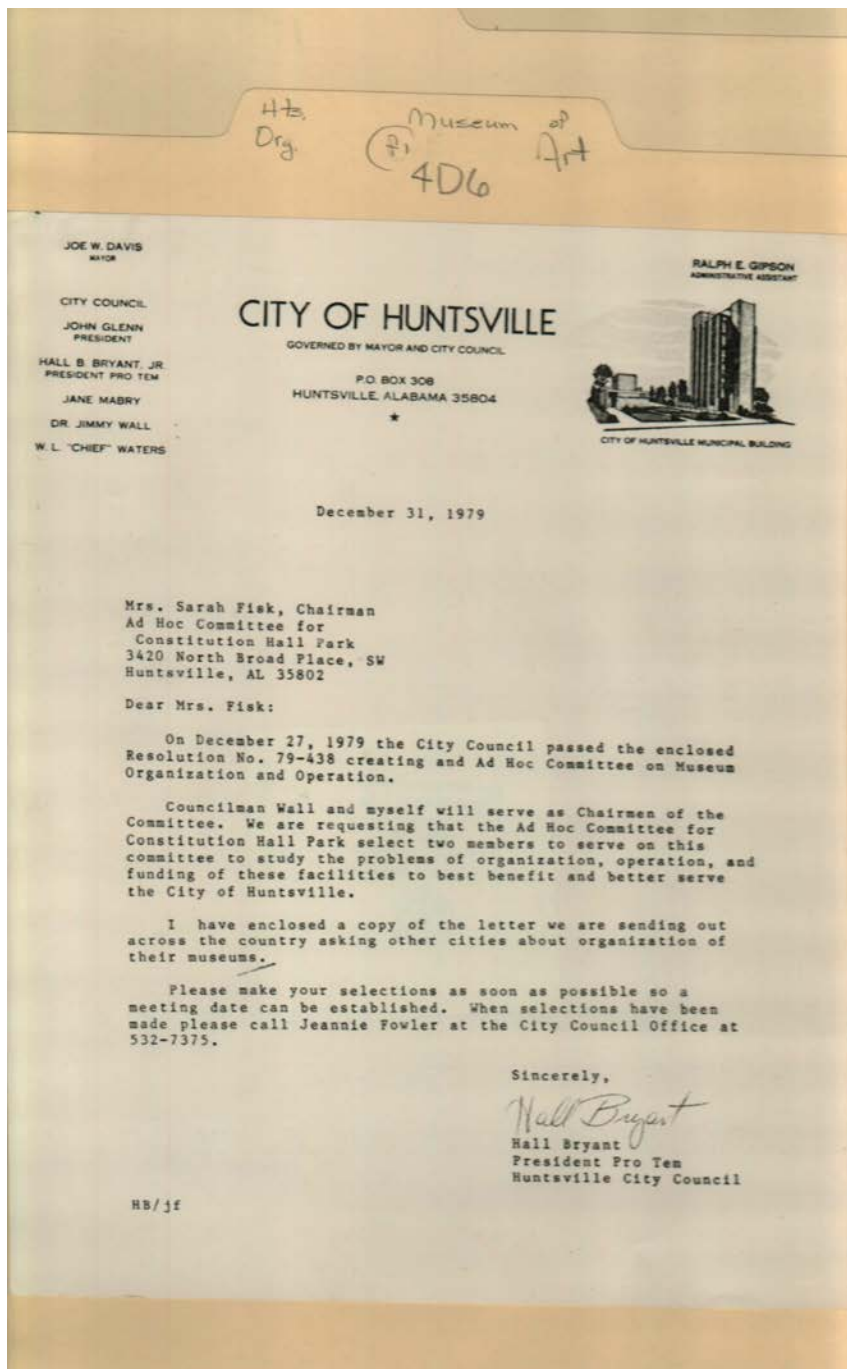 Hts. Museum of
Org. (P) Art
4D6
JOE W. DAVIS
MAYOR
CITY COUNCIL
JOHN GLENN
PRESIDENT
HALL B. BRYANT, JR.
PRESIDENT PRO TEM
JANE MABRY
DR. JIMMY WALL
W. L. "CHIEF" WATERS
CITY OF HUNTSVILLE
GOVERNED BY MAYOR AND CITY COUNCIL
P.O. BOX 308
HUNTSVILLE, ALABAMA 35804
RALPH E. GIPSON
ADMINISTRATIVE ASSISTANT
CITY OF HUNTSVILLE MUNICIPAL BUILDING
December 31, 1979
Mrs. Sarah Fisk, Chairman
Ad Hoc Committee for
Constitution Hall Park
3420 North Broad Place, SW
Huntsville, AL 35802
Dear Mrs. Fisk:
On December 27, 1979 the City Council passed the enclosed
Resolution No. 79-438 creating and Ad Hoc Committee on Museum
Organization and Operation.
Councilman Wall and myself will serve as Chairmen of the
Committee. We are requesting that the Ad Hoc Committee for
Constitution Hall Park select two members to serve on this
committee to study the problems of organization, operation, and
funding of these facilities to best benefit and better serve
the City of Huntsville.
I have enclosed a copy of the letter we are sending out
across the country asking other cities about organization of
their museums.
Please make your selections as soon as possible so a
meeting date can be established. When selections have been
made please call Jeannie Fowler at the City Council Office at
532-7375.
Sincerely,
Hall Bryant
Hall Bryant
President Pro Tem
Huntsville City Council
HB/jf